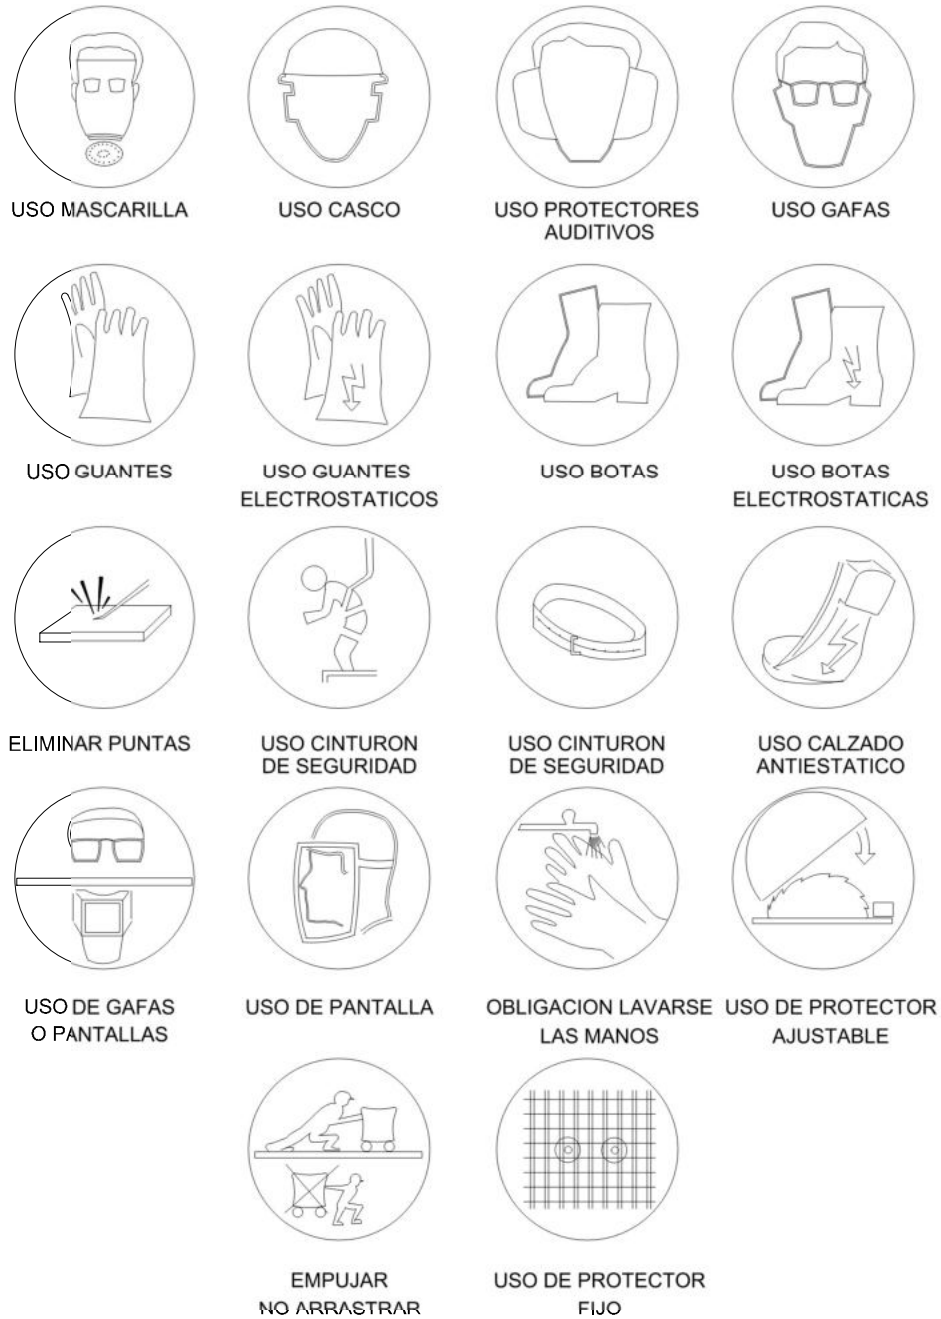 USO MASCARILLA
USO CASCO
USO PROTECTORES
AUDITIVOS
USO GAFAS
USO GUANTES
USO GUANTES
ELECTROSTATICOS
USO BOTAS
USO BOTAS
ELECTROSTATICAS
ELIMINAR PUNTAS
USO CINTURON
DE SEGURIDAD
USO CINTURON
DE SEGURIDAD
USO CALZADO
ANTIESTATICO
USO DE GAFAS
O PANTALLAS
USO DE PANTALLA
OBLIGACION LAVARSE
LAS MANOS
USO DE PROTECTOR
AJUSTABLE
EMPUJAR
NO ARRASTRAR
USO DE PROTECTOR
FIJO